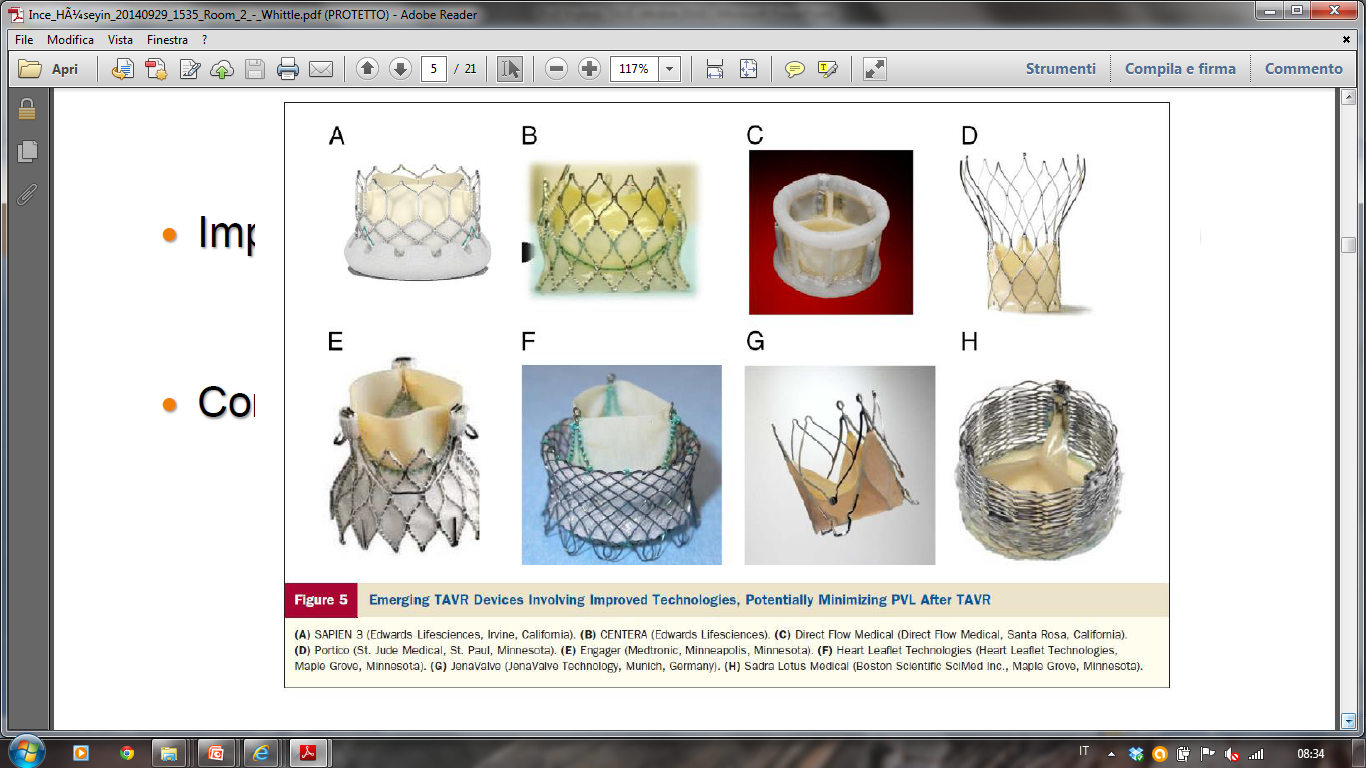 Ince_HÃ¼seyin_20140929_1535_Room_2_-_Whittle.pdf (PROTETTO) - Adobe Reader
File Modifica Vista Finestra ?
Apri 5 / 21 117% Strumenti Compila e firma Commento
A B C D
• Imp
E F G H
• Co
Figure 5 Emerging TAVR Devices Involving Improved Technologies, Potentially Minimizing PVL After TAVR
(A) SAPIEN 3 (Edwards Lifesciences, Irvine, California). (B) CENTERA (Edwards Lifesciences). (C) Direct Flow Medical (Direct Flow Medical, Santa Rosa, California).
(D) Portico (St. Jude Medical, St. Paul, Minnesota). (E) Engager (Medtronic, Minneapolis, Minnesota). (F) Heart Leaflet Technologies (Heart Leaflet Technologies,
Maple Grove, Minnesota). (G) JenaValve (JenaValve Technology, Munich, Germany). (H) Sadra Lotus Medical (Boston Scientific SciMed Inc., Maple Grove, Minnesota).
IT 08:34